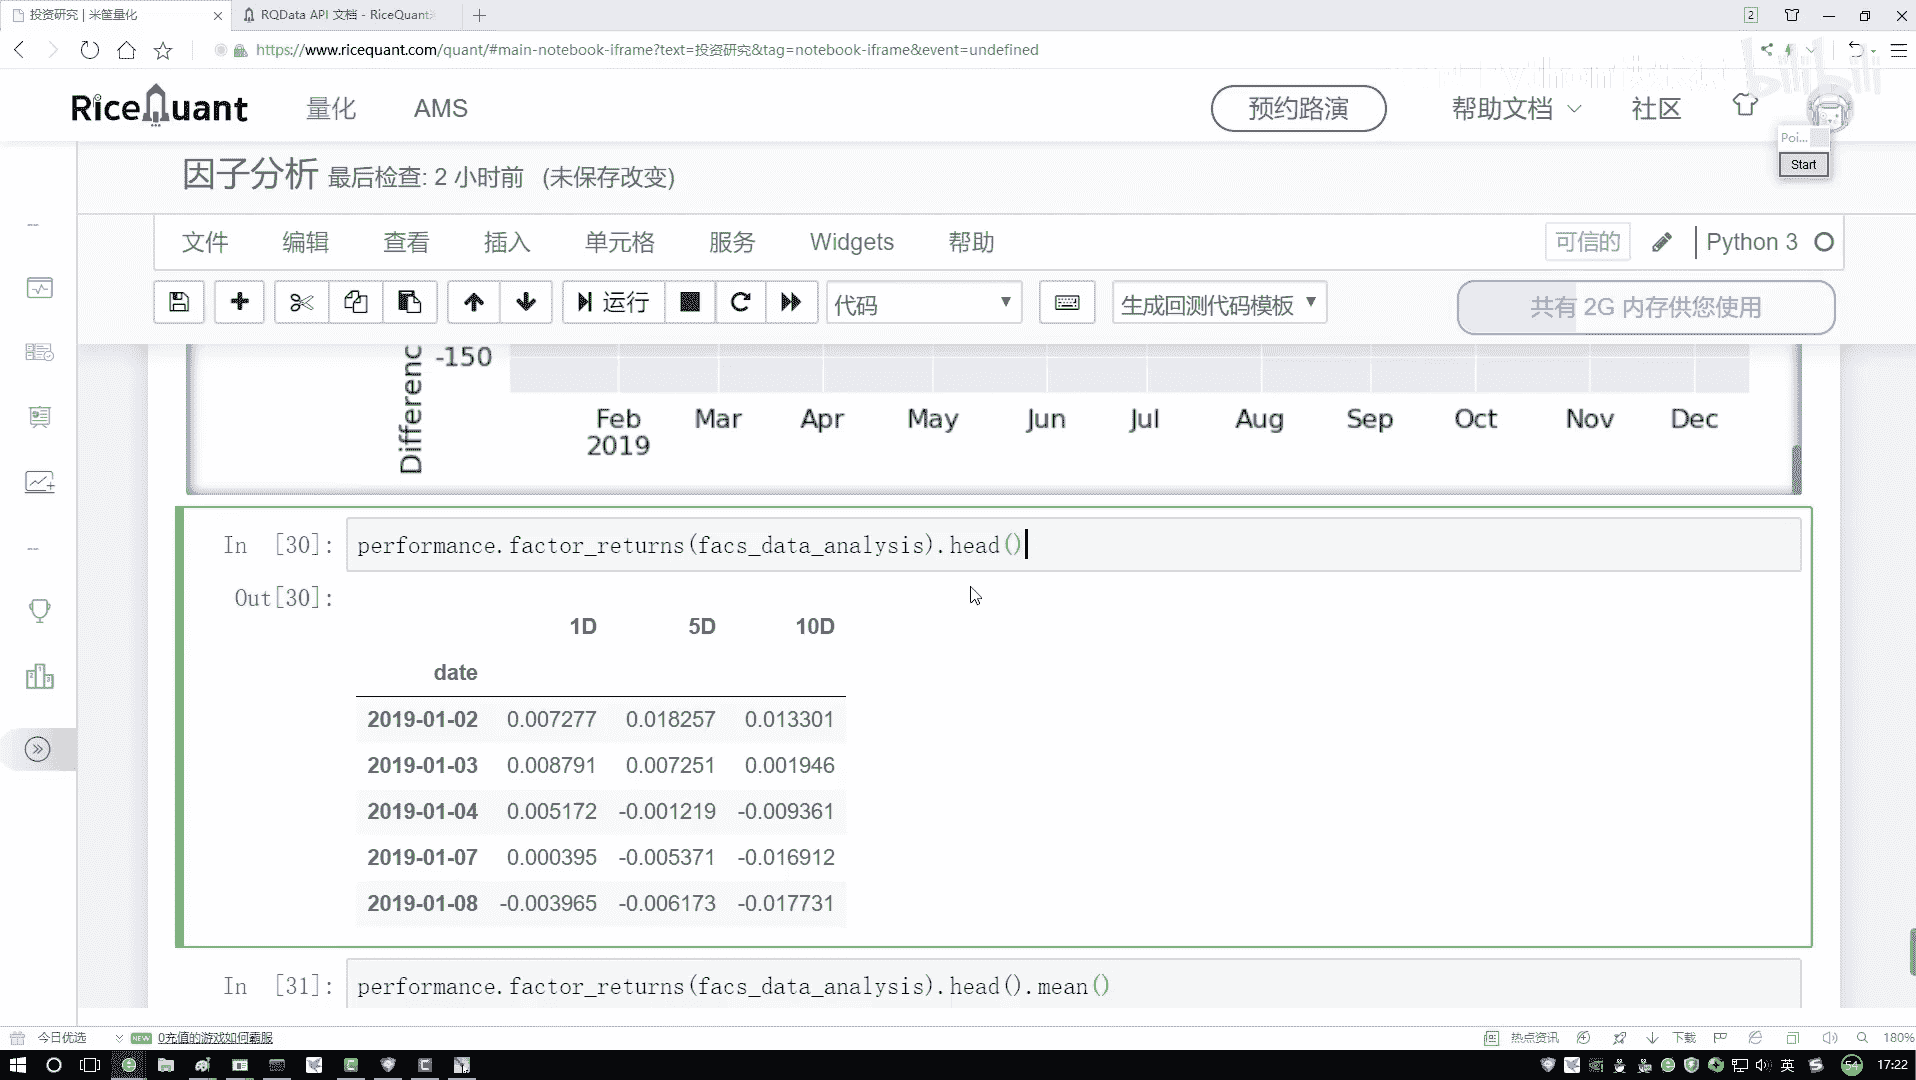 投资研究 | 米筐量化
RQData API 文档 - RiceQuant
2
https://www.ricequant.com/quant/#main-notebook-iframe?text=投资研究&tag=notebook-iframe&event=undefined
RiceQuant 量化 AMS 预约路演 帮助文档 社区
bilibili
Poi...
Start
因子分析 最后检查: 2 小时前 (未保存改变)
文件 编辑 查看 插入 单元格 服务 Widgets 帮助 可信的 Python 3
运行 代码 生成回测代码模板 共有 2G 内存供您使用
Differenc
-150
Feb Mar Apr May Jun Jul Aug Sep Oct Nov Dec
2019
In [30]: performance.factor_returns(facs_data_analysis).head()
Out[30]:
1D 5D 10D
date
2019-01-02 0.007277 0.018257 0.013301
2019-01-03 0.008791 0.007251 0.001946
2019-01-04 0.005172 -0.001219 -0.009361
2019-01-07 0.000395 -0.005371 -0.016912
2019-01-08 -0.003965 -0.006173 -0.017731
In [31]: performance.factor_returns(facs_data_analysis).head().mean()
今日优选 NEW 0充值的游戏如何霸服 热点资讯 下载 180%
英 54 17:22